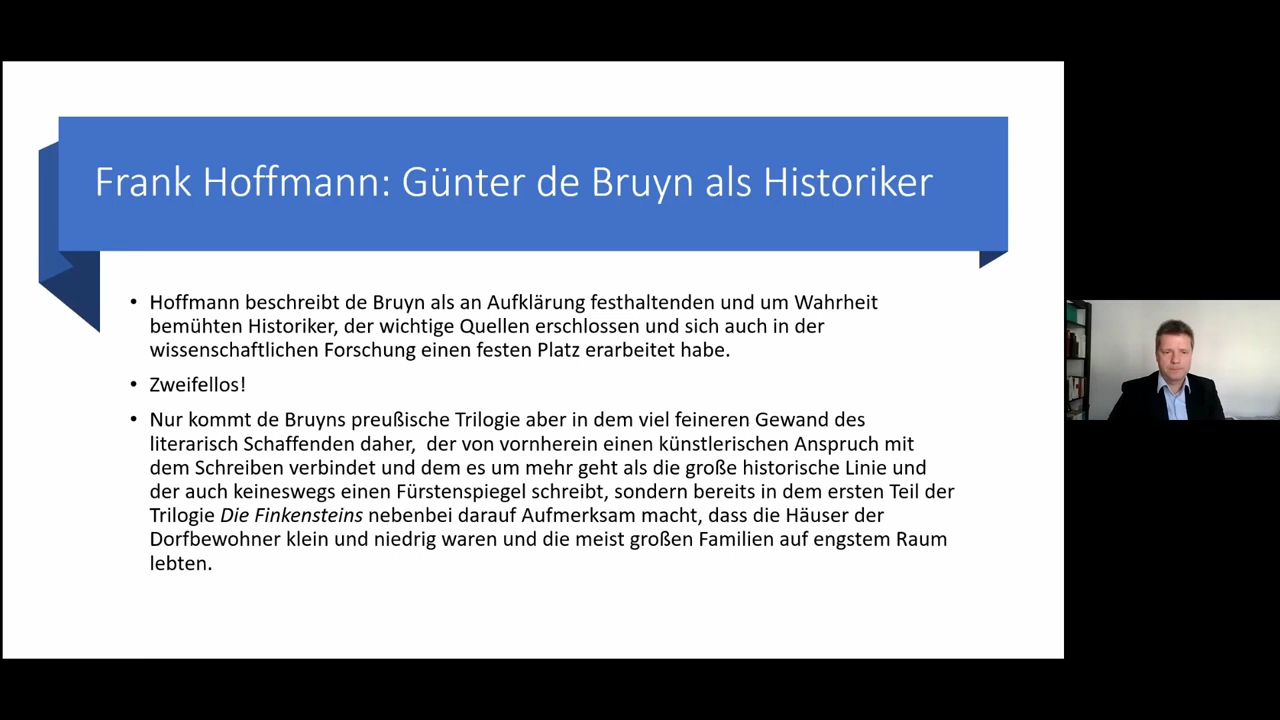 Frank Hoffmann: Günter de Bruyn als Historiker
• Hoffmann beschreibt de Bruyn als an Aufklärung festhaltenden und um Wahrheit
bemühten Historiker, der wichtige Quellen erschlossen und sich auch in der
wissenschaftlichen Forschung einen festen Platz erarbeitet habe.
• Zweifellos!
• Nur kommt de Bruyns preußische Trilogie aber in dem viel feineren Gewand des
literarisch Schaffenden daher, der von vornherein einen künstlerischen Anspruch mit
dem Schreiben verbindet und dem es um mehr geht als die große historische Linie und
der auch keineswegs einen Fürstenspiegel schreibt, sondern bereits in dem ersten Teil der
Trilogie Die Finkensteins nebenbei darauf Aufmerksam macht, dass die Häuser der
Dorfbewohner klein und niedrig waren und die meist großen Familien auf engstem Raum
lebten.